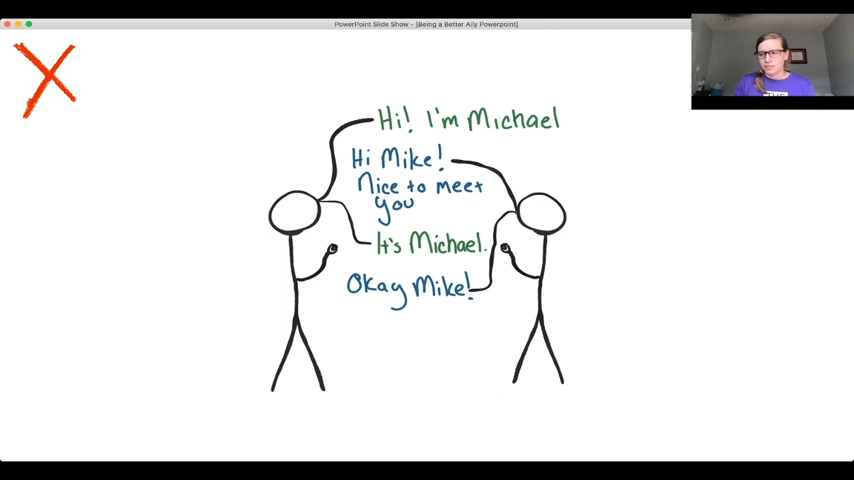 PowerPoint Slide Show - [Being a Better Ally Powerpoint]
Hi! I'm Michael
Hi Mike!
Nice to meet
you
It's Michael.
Okay Mike!